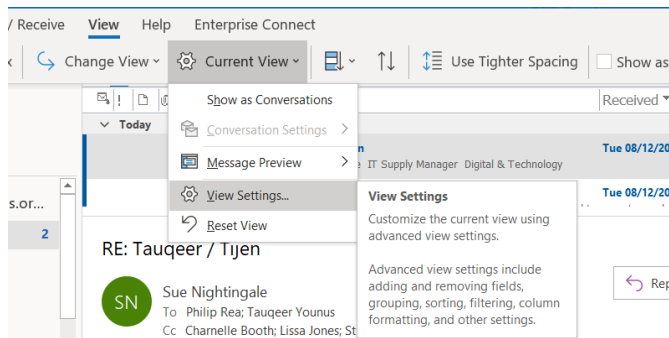 / Receive View Help Enterprise Connect
Change View Current View Use Tighter Spacing Show as
Show as Conversations
Received
Today
Conversation Settings
Tue 08/12/20
Message Preview
IT Supply Manager Digital & Technology
View Settings...
View Settings
Tue 08/12/20
s.or...
Customize the current view using
advanced view settings.
Reset View
2
RE: Tauqeer / Tijen
Advanced view settings include
adding and removing fields,
grouping, sorting, filtering, column
formatting, and other settings.
Rep
SN
Sue Nightingale
To Philip Rea; Tauqeer Younus
Cc Charnelle Booth; Lissa Jones; St